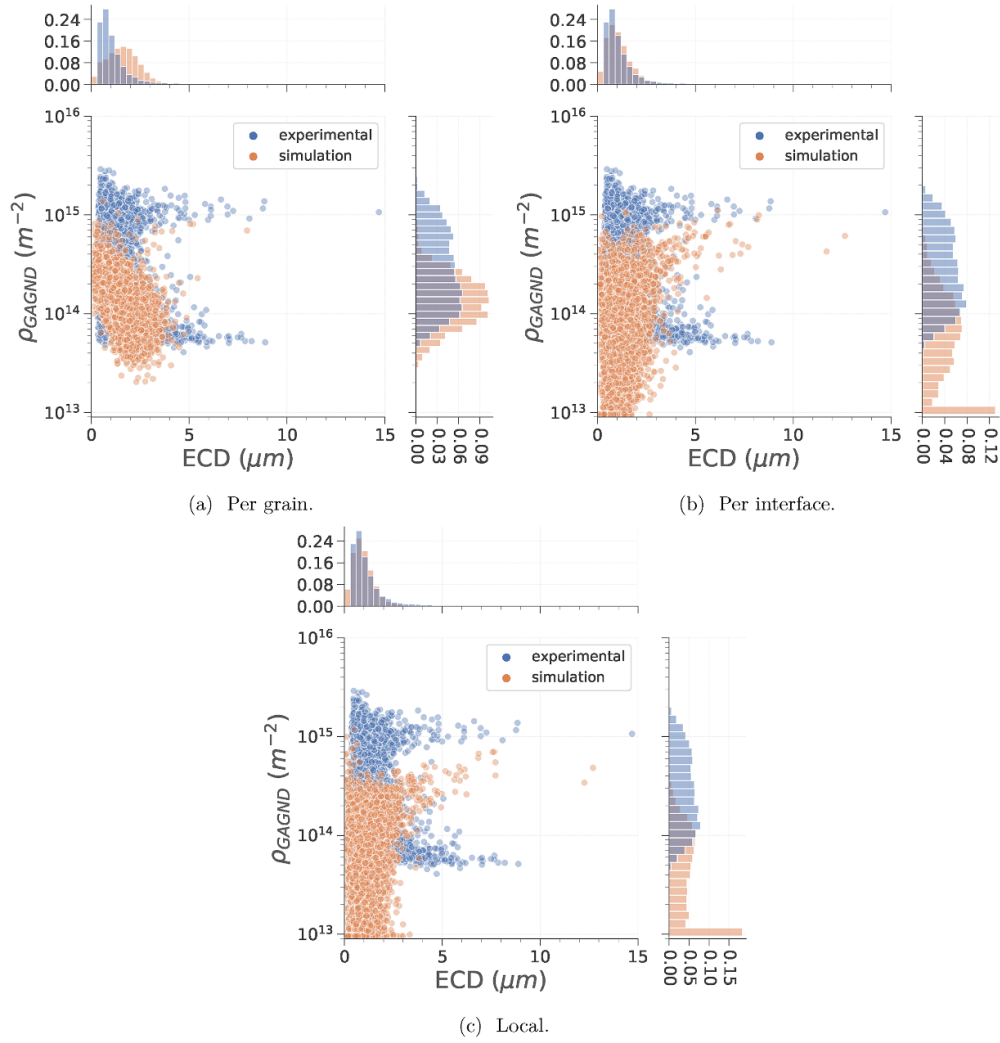 0.24
0.16
0.08
0.00
10^16
10^15
10^14
10^13
ρGAGND (m−2)
experimental
simulation
0 5 10 15
ECD (μm)
0.00 0.03 0.06 0.09
(a) Per grain.
0.24
0.16
0.08
0.00
10^16
10^15
10^14
10^13
ρGAGND (m−2)
experimental
simulation
0 5 10 15
ECD (μm)
0.00 0.04 0.08 0.12
(b) Per interface.
0.24
0.16
0.08
0.00
10^16
10^15
10^14
10^13
ρGAGND (m−2)
experimental
simulation
0 5 10 15
ECD (μm)
0.00 0.05 0.10 0.15
(c) Local.